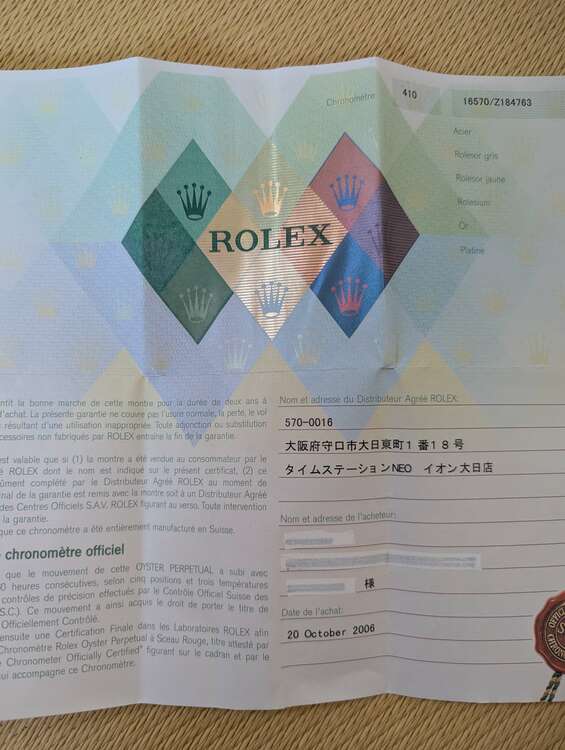 Chronomètre 410 16570/Z184763
Acier
Rolesor gris
Rolesor jaune
Rolesium
Or
Platine
ROLEX
ntit la bonne marche de cette montre pour la durée de deux ans à
d'achat. La présente garantie ne couvre pas l'usure normale, la perte, le vol
résultant d'une utilisation inappropriée. Toute adjonction ou substitution
ccessoires non fabriqués par ROLEX entraîne la fin de la garantie.
est valable que si (1) la montre a été vendue au consommateur par le
é ROLEX dont le nom est indiqué sur le présent certificat, (2) ce
ûment complété par le Distributeur Agréé ROLEX au moment de
inal de la garantie est remis avec la montre soit à un Distributeur Agréé
des Centres Officiels S.A.V. ROLEX figurant au verso. Toute intervention
la garantie.
que ce chronomètre a été entièrement manufacturé en Suisse.
chronomètre officiel
que le mouvement de cette OYSTER PERPETUAL a subi avec
0 heures consécutives, selon cinq positions et trois températures
contrôles de précision effectués par le Contrôle Officiel Suisse des
S.C.). Ce mouvement a ainsi acquis le droit de porter le titre de
Officiellement Contrôlé.
ensuite une Certification Finale dans les Laboratoires ROLEX afin
Chronomètre Rolex Oyster Perpetual à Sceau Rouge, titre attesté par
e Chronometer Officially Certified" figurant sur le cadran et par le
ui accompagne ce Chronomètre.
Nom et adresse du Distributeur Agréé ROLEX:
570-0016
大阪府守口市大日東町1番18号
タイムステーションNEO イオン大日店
Nom et adresse de l'acheteur:
様
Date de l'achat:
20 October 2006